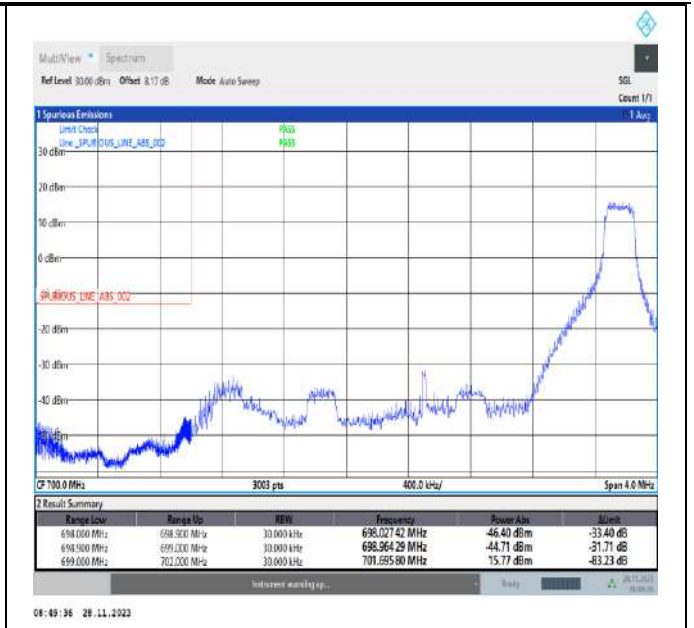 MultiView Spectrum
Ref Level 30.00 dBm Offset 8.17 dB Mode Auto Sweep SGL
Count 1/1
1 Spurious Emissions 1 Avg
Limit Check PASS
Line _SPURIOUS_LINE_ABS_002 PASS
30 dBm
20 dBm
10 dBm
0 dBm
_SPURIOUS_LINE_ABS_002
-20 dBm
-30 dBm
-40 dBm
CF 700.0 MHz 3003 pts 400.0 kHz/ Span 4.0 MHz
2 Result Summary
Range Low Range Up RBW Frequency Power Abs ΔLimit
698.000 MHz 698.900 MHz 30.000 kHz 698.02742 MHz -46.40 dBm -33.40 dB
698.900 MHz 699.000 MHz 30.000 kHz 698.96429 MHz -44.71 dBm -31.71 dB
699.000 MHz 702.000 MHz 30.000 kHz 701.69580 MHz 15.77 dBm -83.23 dB
Instrument warming up... Ready 28.11.2023
08:49:36 28.11.2023